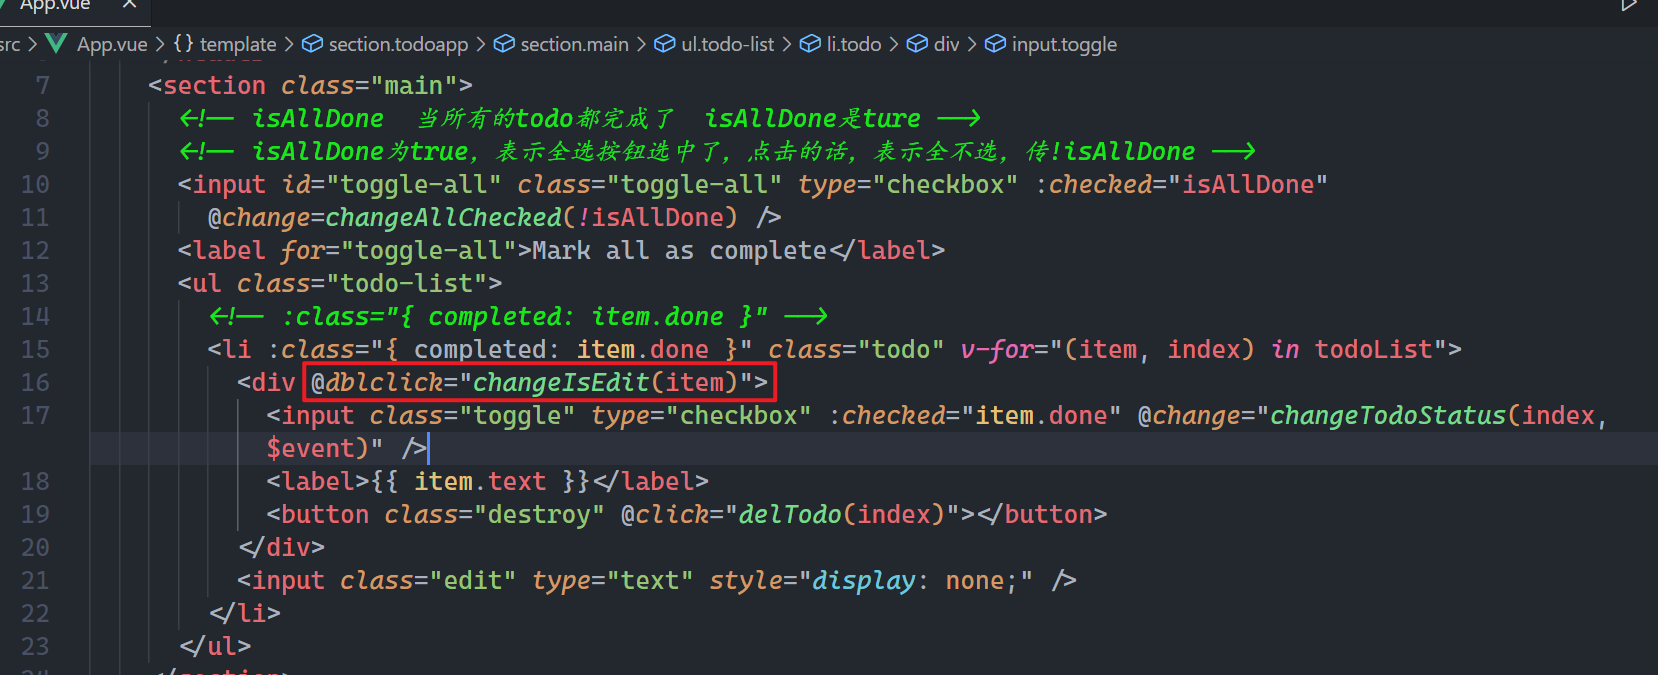 App.vue ×
src > App.vue > {} template > section.todoapp > section.main > ul.todo-list > li.todo > div > input.toggle
7 <section class="main">
8 <!-- isAllDone 当所有的todo都完成了 isAllDone是ture -->
9 <!-- isAllDone为true，表示全选按钮选中了，点击的话，表示全不选，传!isAllDone -->
10 <input id="toggle-all" class="toggle-all" type="checkbox" :checked="isAllDone"
11 @change=changeAllChecked(!isAllDone) />
12 <label for="toggle-all">Mark all as complete</label>
13 <ul class="todo-list">
14 <!-- :class="{ completed: item.done }" -->
15 <li :class="{ completed: item.done }" class="todo" v-for="(item, index) in todoList">
16 <div @dblclick="changeIsEdit(item)">
17 <input class="toggle" type="checkbox" :checked="item.done" @change="changeTodoStatus(index,
$event)" />
18 <label>{{ item.text }}</label>
19 <button class="destroy" @click="delTodo(index)"></button>
20 </div>
21 <input class="edit" type="text" style="display: none;" />
22 </li>
23 </ul>